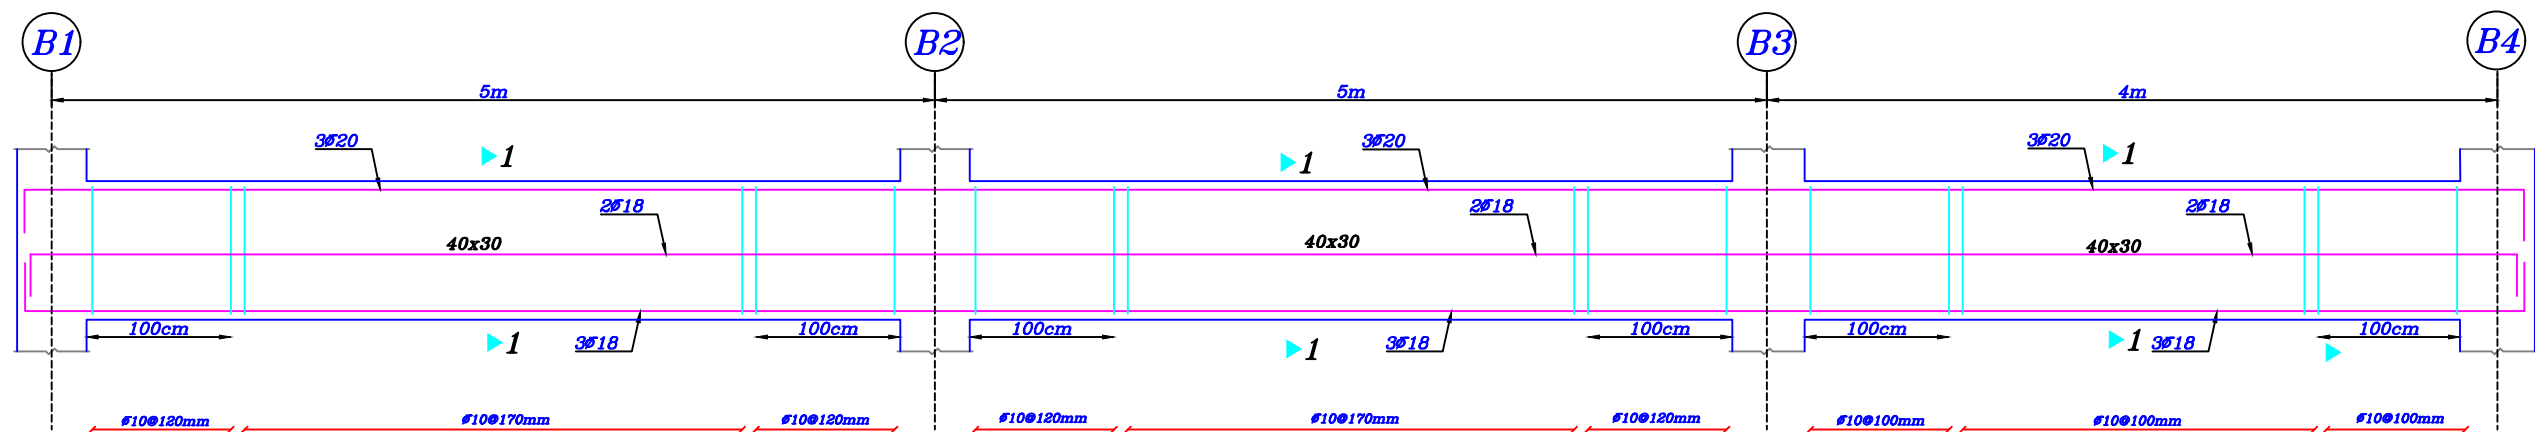 B1 B2 B3 B4
5m 5m 4m
3Ø20 1 3Ø20 1 3Ø20 1
2Ø18 2Ø18 2Ø18
40x30 40x30 40x30
100cm 100cm 100cm 100cm 100cm 100cm
3Ø18 1 3Ø18 1 3Ø18 1
Ø10@120mm Ø10@170mm Ø10@120mm Ø10@120mm Ø10@170mm Ø10@120mm Ø10@100mm Ø10@100mm Ø10@100mm